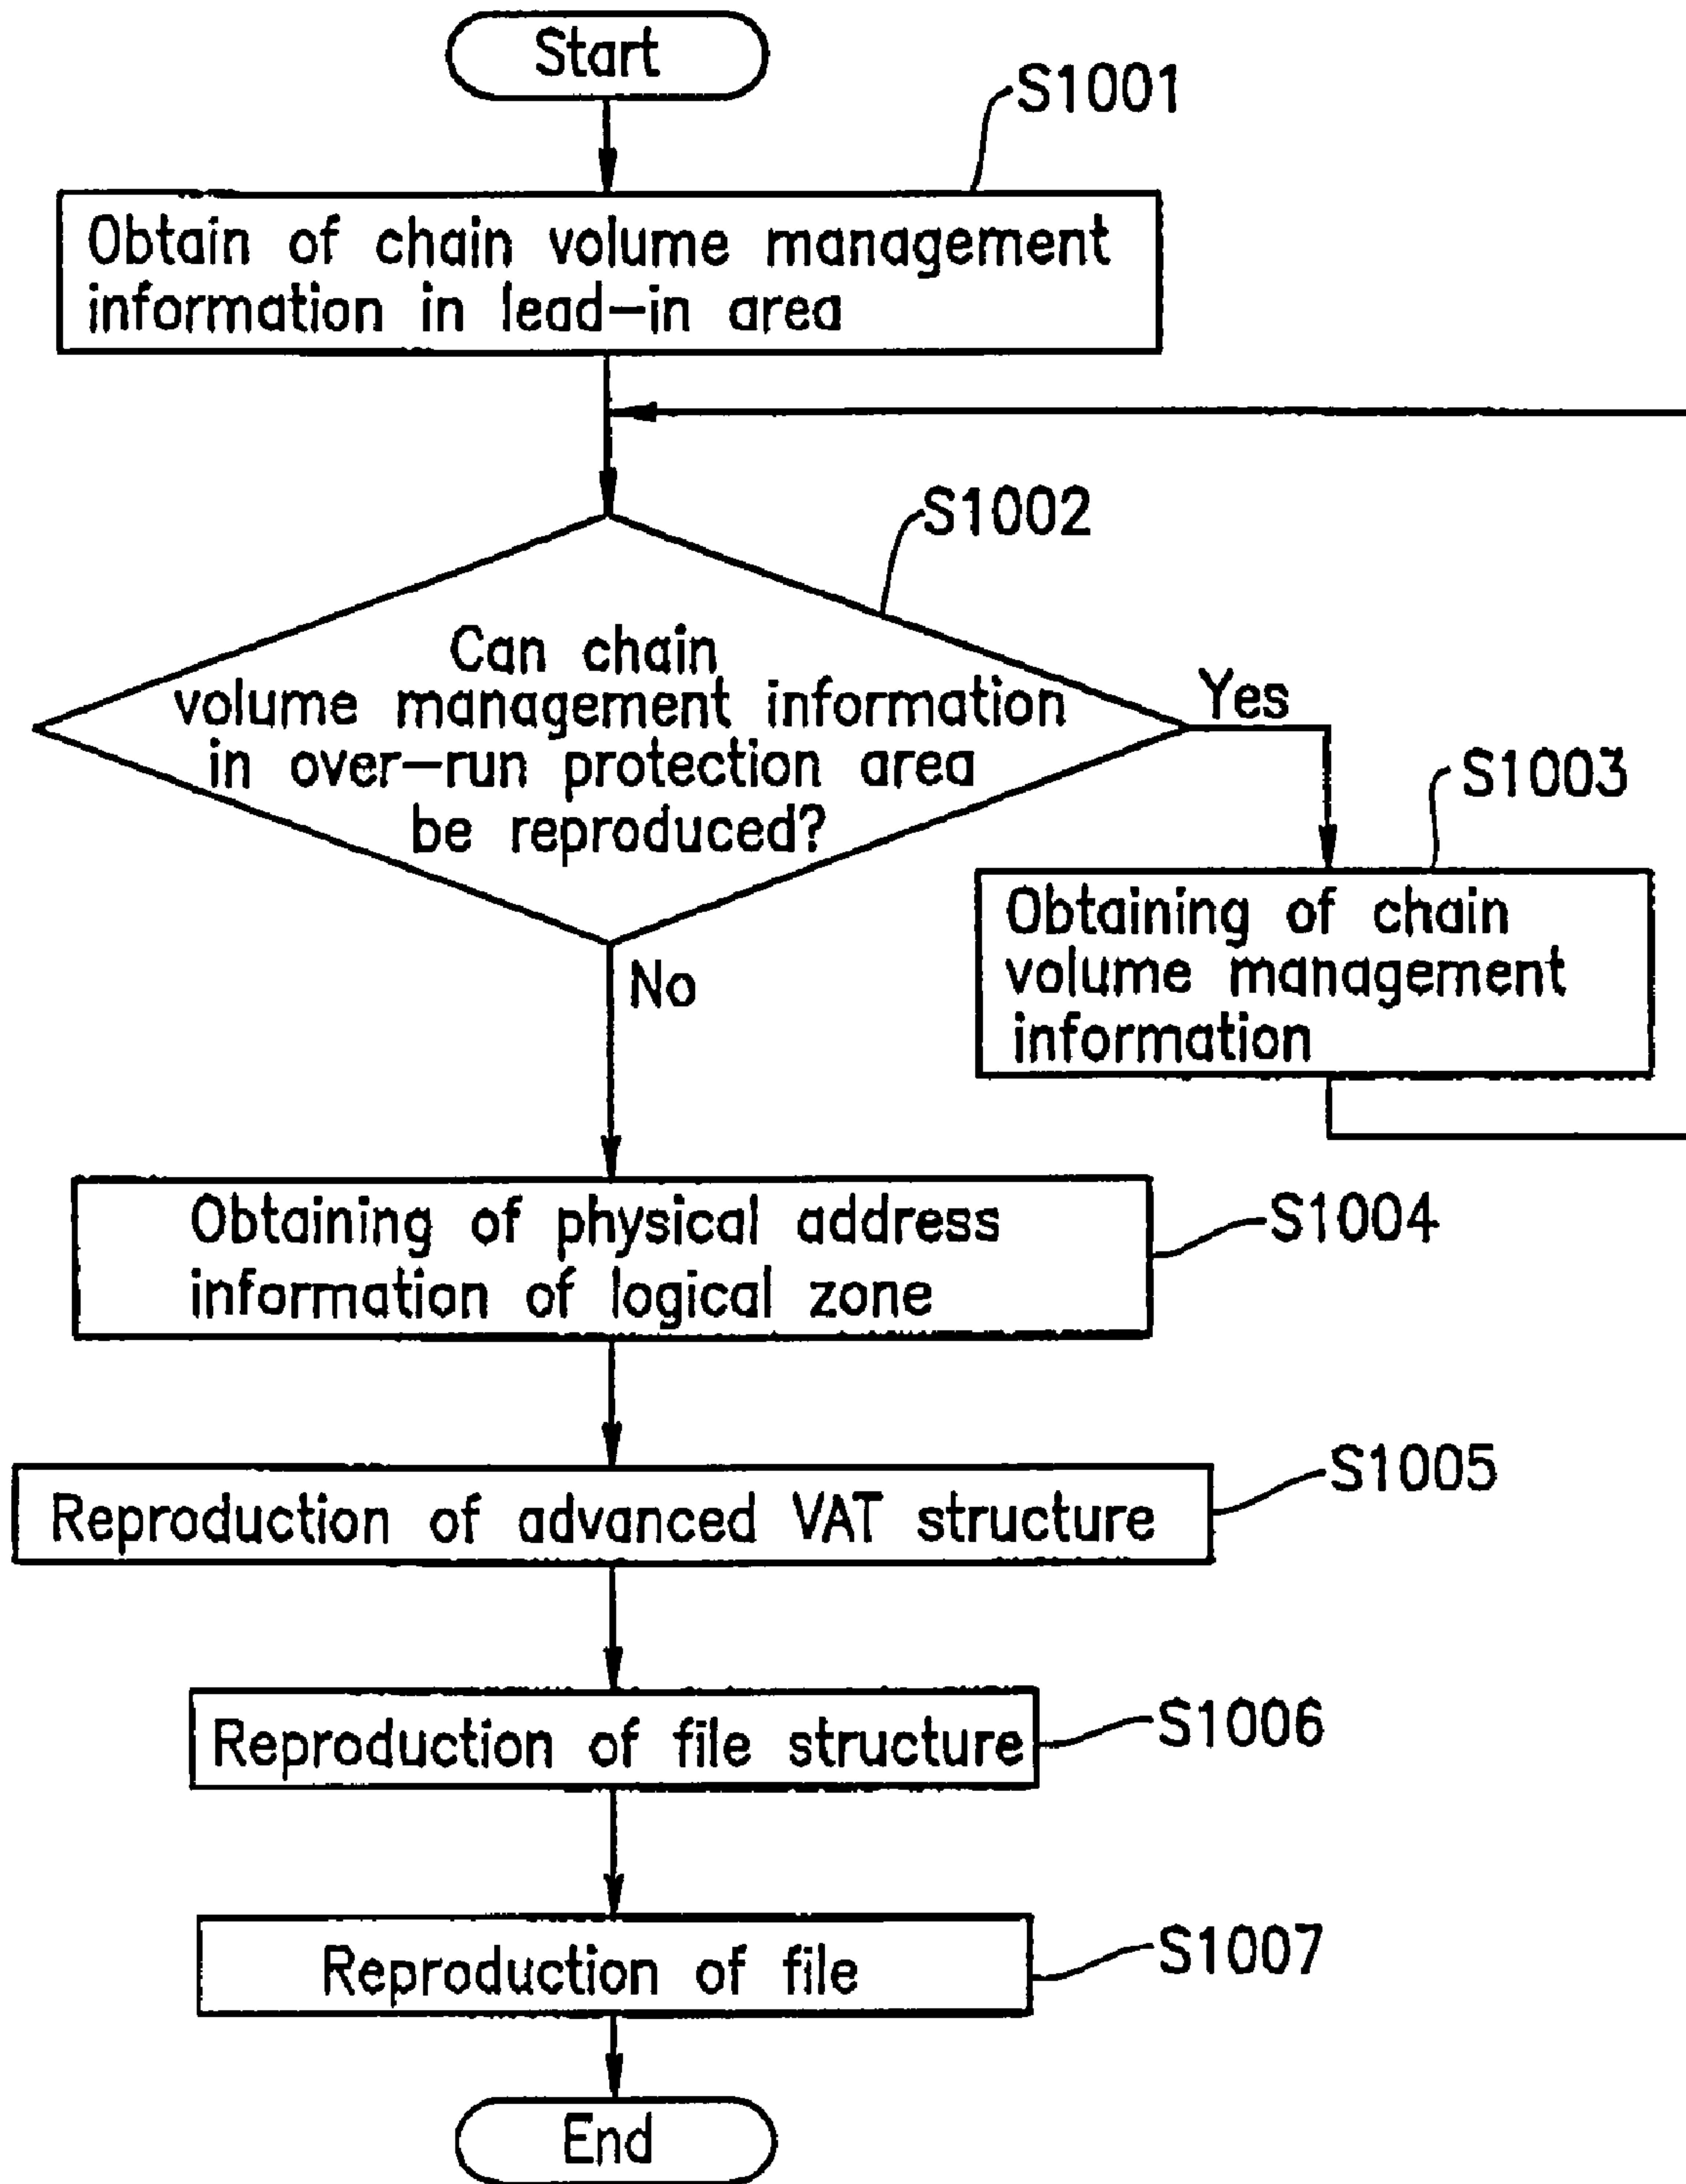 Start
S1001
Obtain of chain volume management
information in lead-in area
S1002
Can chain
volume management information
in over-run protection area
be reproduced?
Yes
S1003
Obtaining of chain
volume management
information
No
Obtaining of physical address
information of logical zone
S1004
Reproduction of advanced VAT structure
S1005
Reproduction of file structure
S1006
Reproduction of file
S1007
End